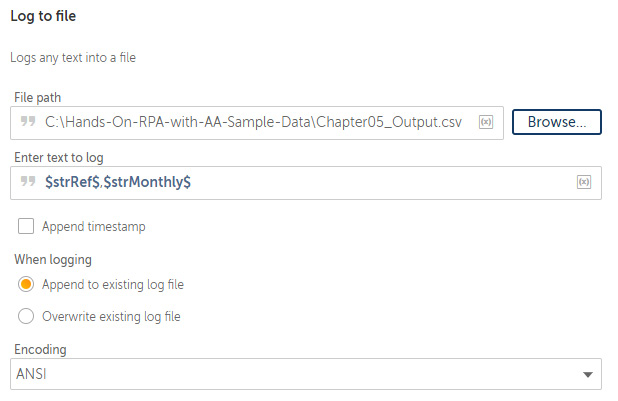 Log to file
Logs any text into a file
File path
C:\Hands-On-RPA-with-AA-Sample-Data\Chapter05_Output.csv (x) Browse...
Enter text to log
$strRef$,$strMonthly$ (x)
Append timestamp
When logging
Append to existing log file
Overwrite existing log file
Encoding
ANSI